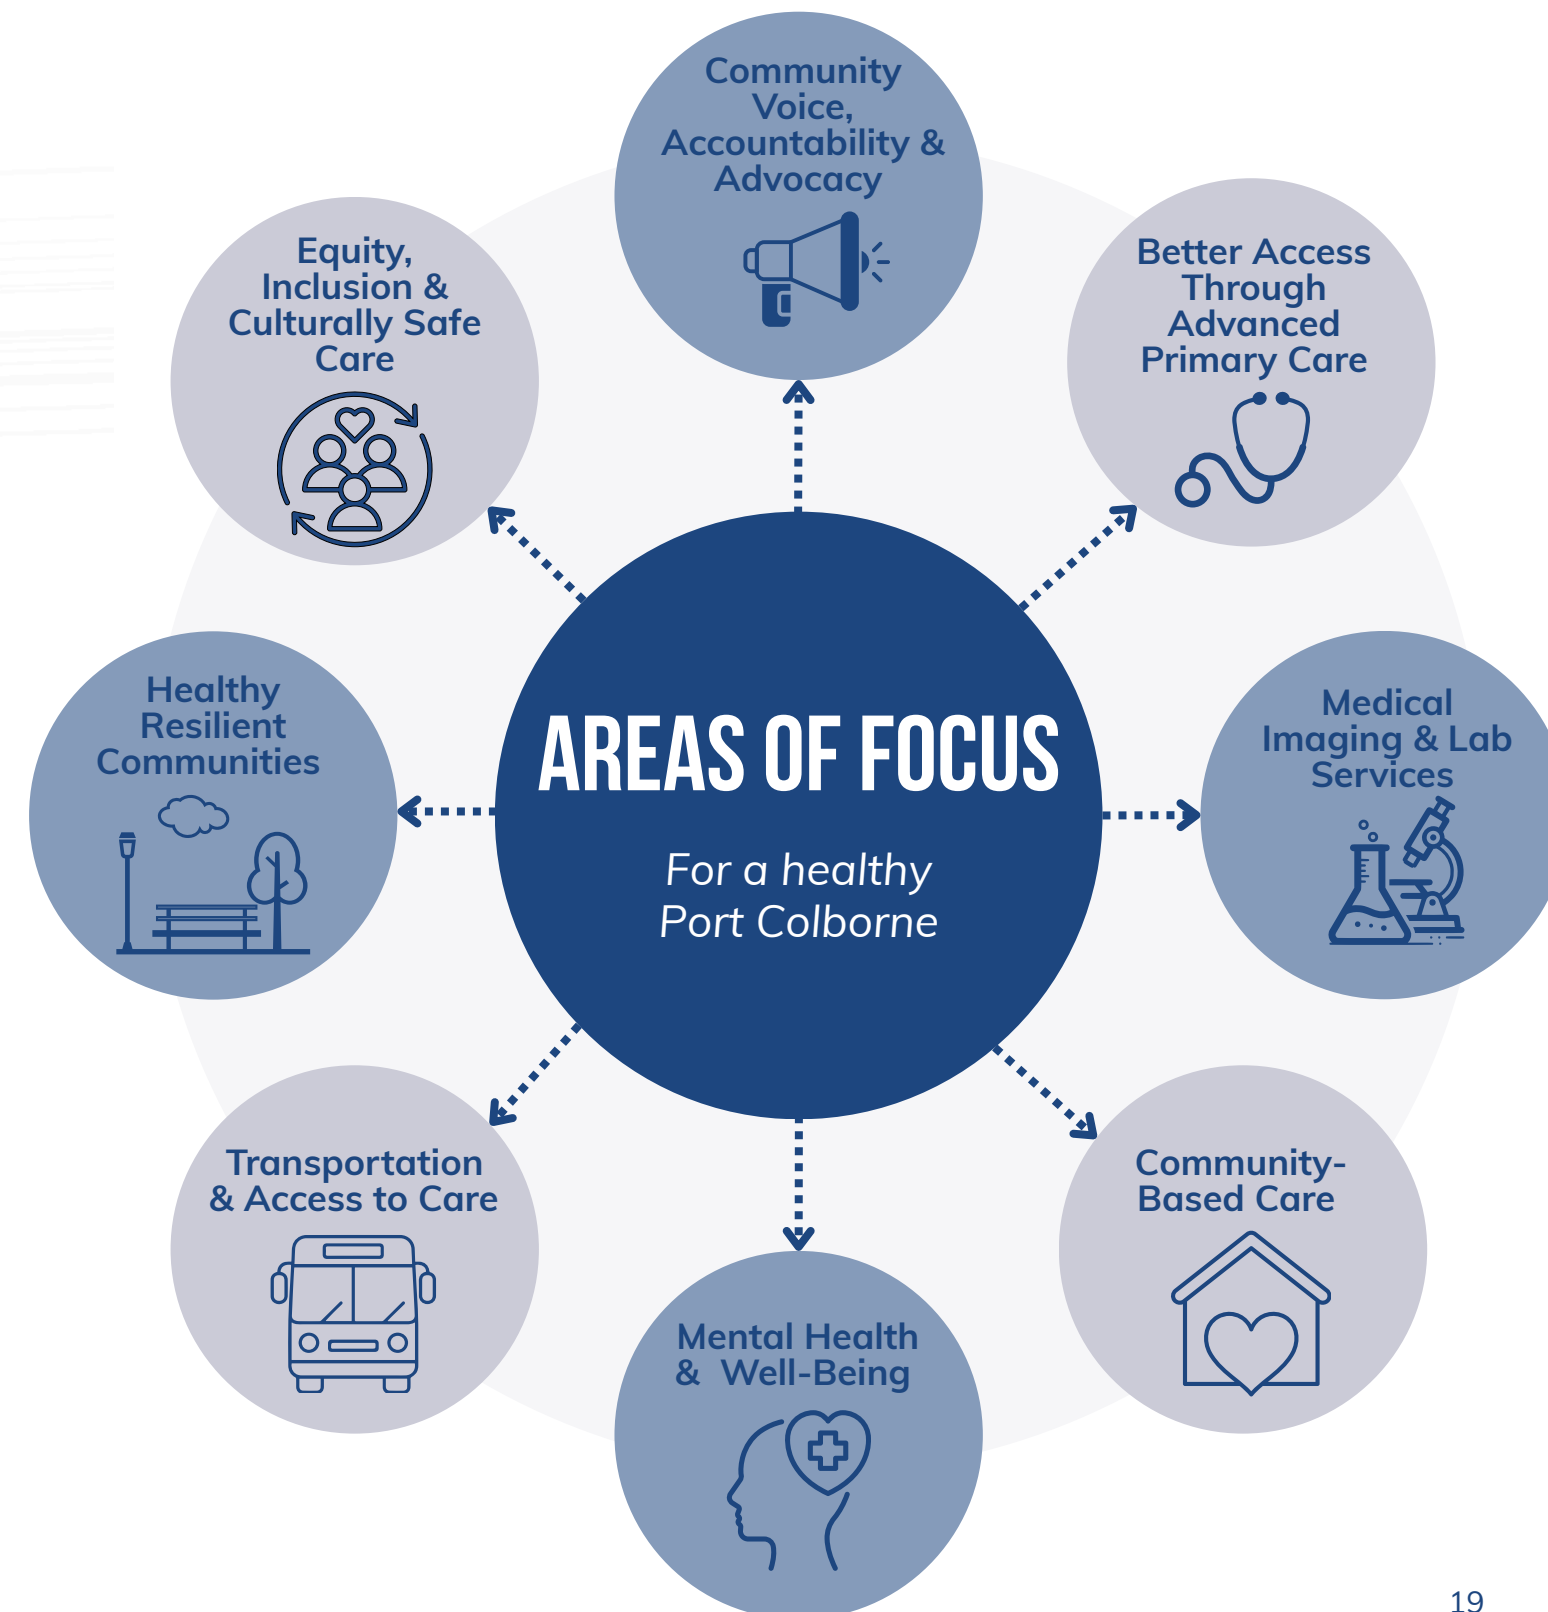 Community
Voice,
Accountability &
Advocacy
Better Access
Through
Advanced
Primary Care
Medical
Imaging & Lab
Services
Community-
Based Care
Mental Health
&  Well-Being
Transportation
& Access to Care
Healthy
Resilient
Communities
Equity,
Inclusion &
Culturally Safe
Care
AREAS OF FOCUS
For a healthy
Port Colborne
19